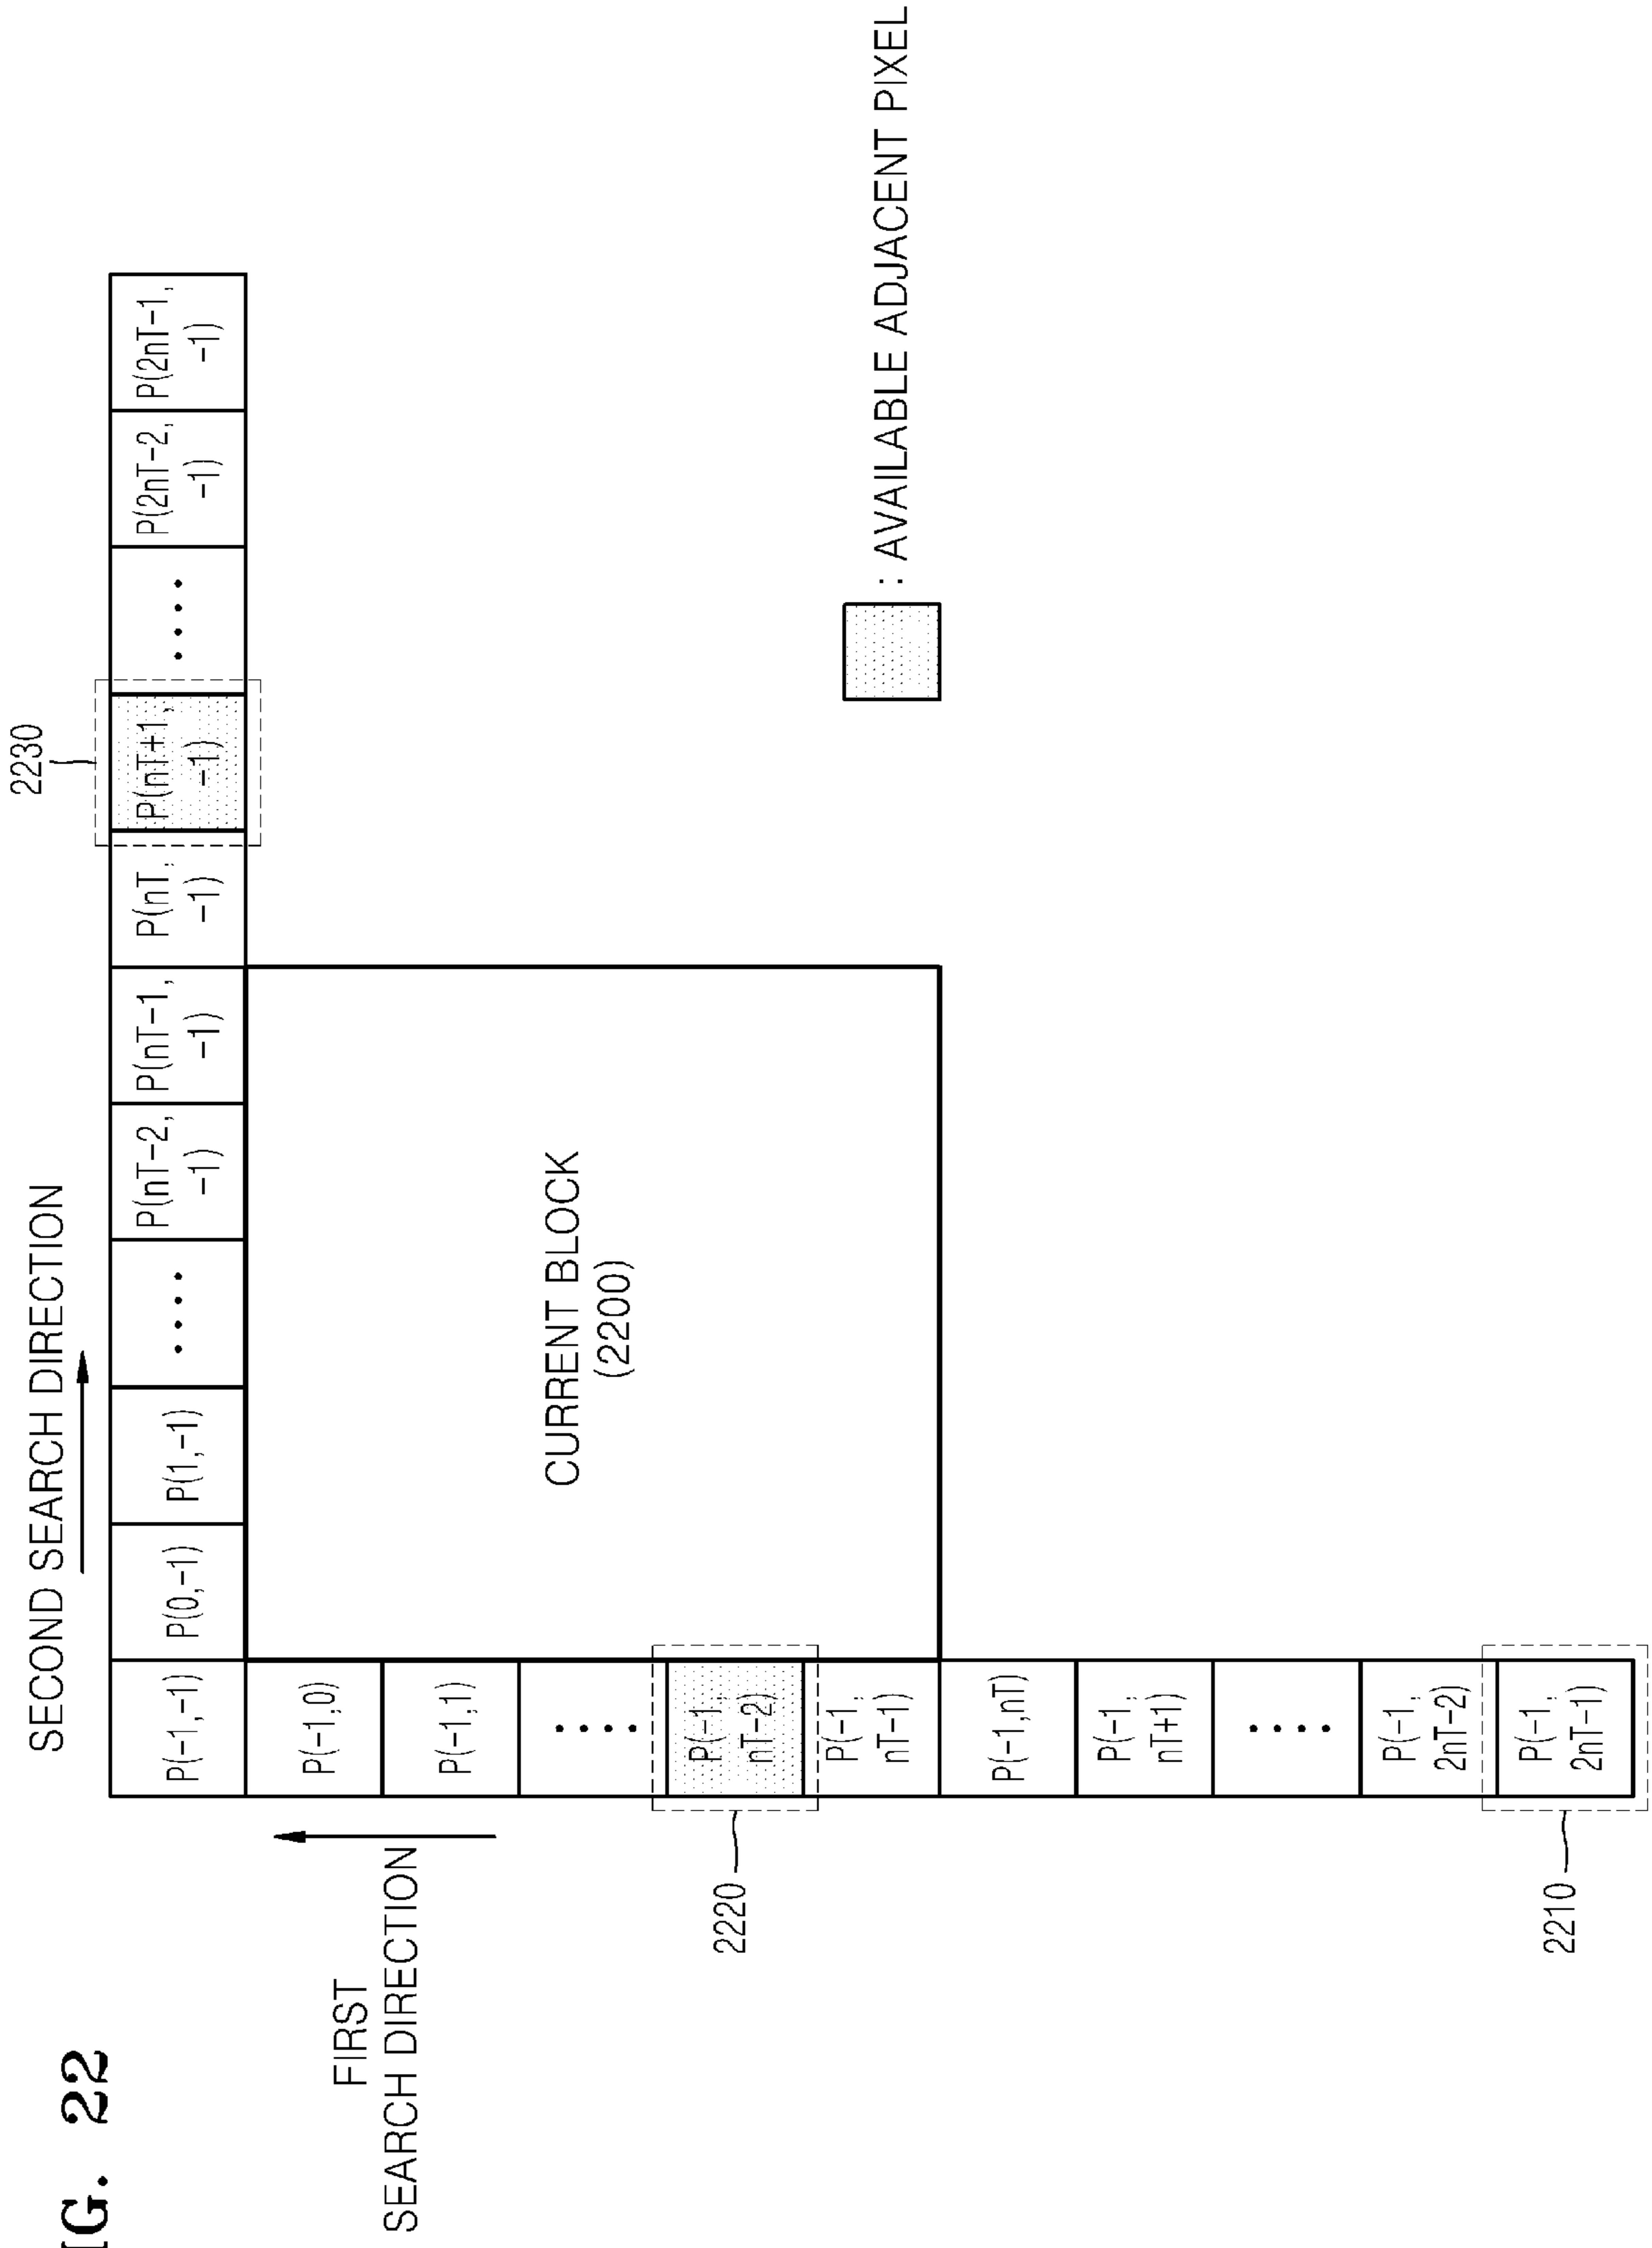 IG. 22
SECOND SEARCH DIRECTION
2230
P(-1,-1)
P(0,-1)
P(1,-1)
....
P(nT-2,
-1)
P(nT-1,
-1)
P(nT,
-1)
P(nT+1,
-1)
....
P(2nT-2,
-1)
P(2nT-1,
-1)
FIRST
SEARCH DIRECTION
P(-1,0)
P(-1,1)
....
2220
P(-1,
nT-2)
P(-1,
nT-1)
P(-1,nT)
P(-1,
nT+1)
....
P(-1,
2nT-2)
2210
P(-1,
2nT-1)
CURRENT BLOCK
(2200)
: AVAILABLE ADJACENT PIXEL